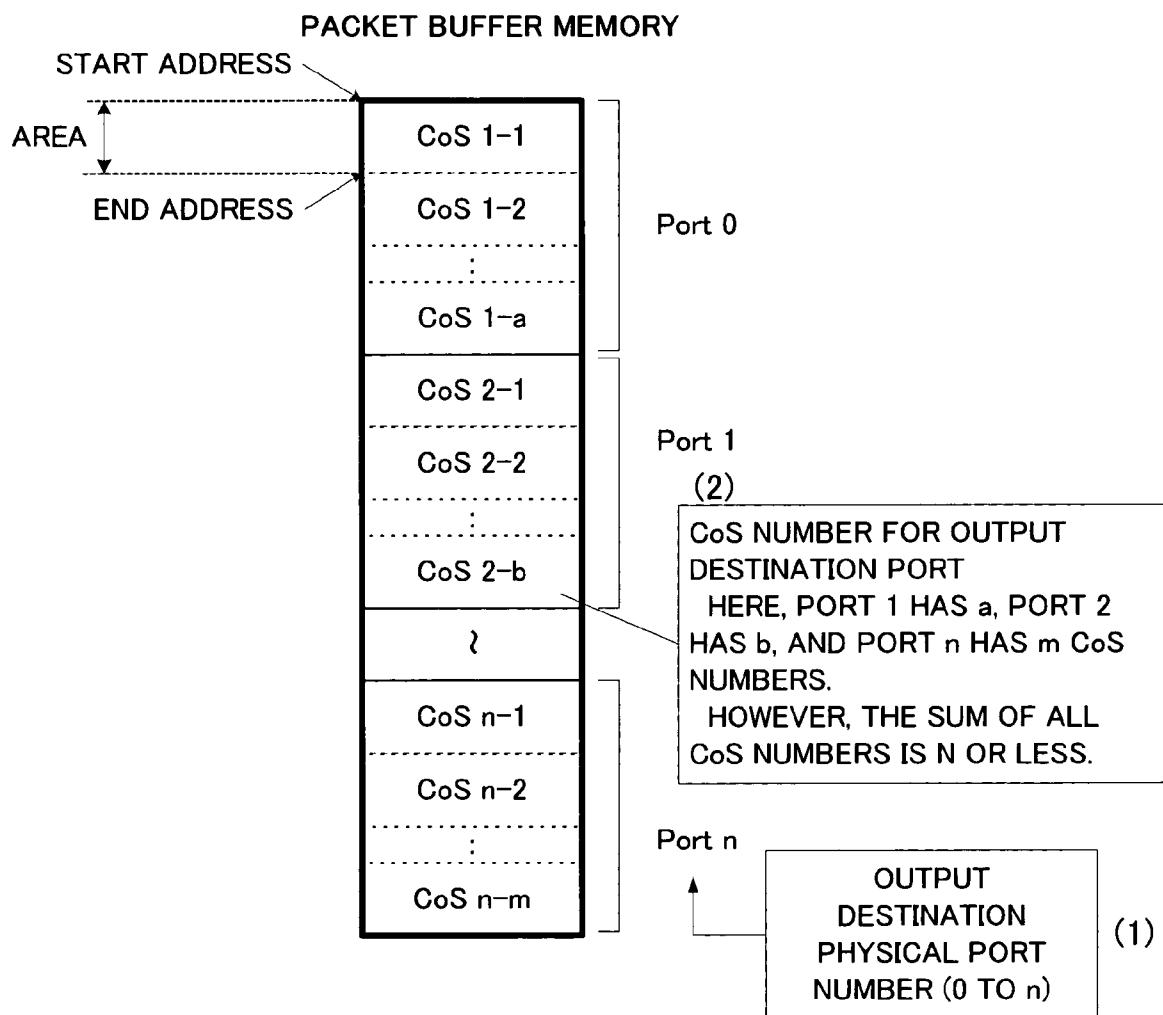 PACKET BUFFER MEMORY
START ADDRESS
AREA
END ADDRESS
CoS 1-1
CoS 1-2
⋮
CoS 1-a
Port 0
CoS 2-1
CoS 2-2
⋮
CoS 2-b
Port 1
(2)
CoS NUMBER FOR OUTPUT
DESTINATION PORT
HERE, PORT 1 HAS a, PORT 2
HAS b, AND PORT n HAS m CoS
NUMBERS.
HOWEVER, THE SUM OF ALL
CoS NUMBERS IS N OR LESS.
≀
CoS n-1
CoS n-2
⋮
CoS n-m
Port n
OUTPUT
DESTINATION
PHYSICAL PORT
NUMBER (0 TO n)
(1)